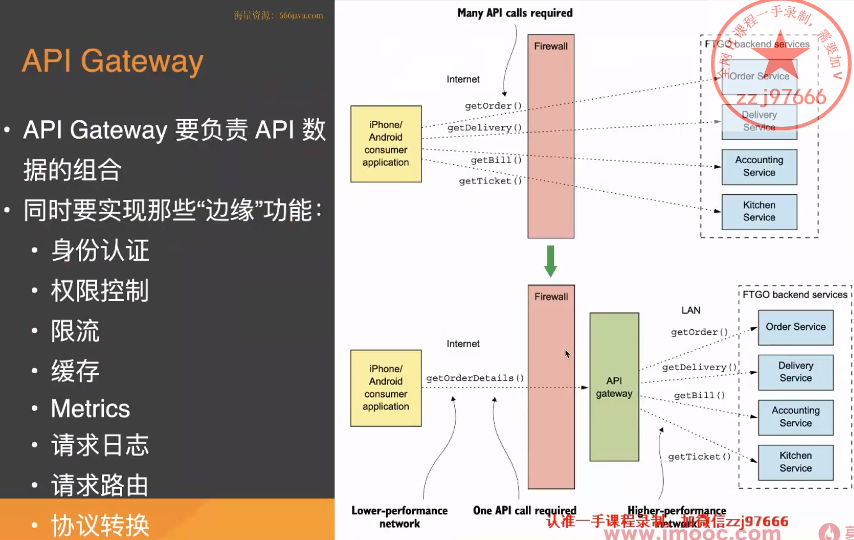 海星资源：666java.com
API Gateway
• API Gateway 要负责 API 数
据的组合
• 同时要实现那些“边缘”功能：
• 身份认证
• 权限控制
• 限流
• 缓存
• Metrics
• 请求日志
• 请求路由
• 协议转换
Many API calls required
Firewall
FTGO backend services
Internet
iPhone/
Android
consumer
application
getOrder()
getDelivery()
getBill()
getTicket()
Order Service
Delivery
Service
Accounting
Service
Kitchen
Service
全网IT课程一手录制，需要加V
zzj97666
Firewall
FTGO backend services
Internet
LAN
iPhone/
Android
consumer
application
getOrderDetails()
API
gateway
getOrder()
getDelivery()
getBill()
getTicket()
Order Service
Delivery
Service
Accounting
Service
Kitchen
Service
Lower-performance
network
One API call required
Higher-performance
network
认准一手课程录制，加微信zzj97666
www.imooc.com